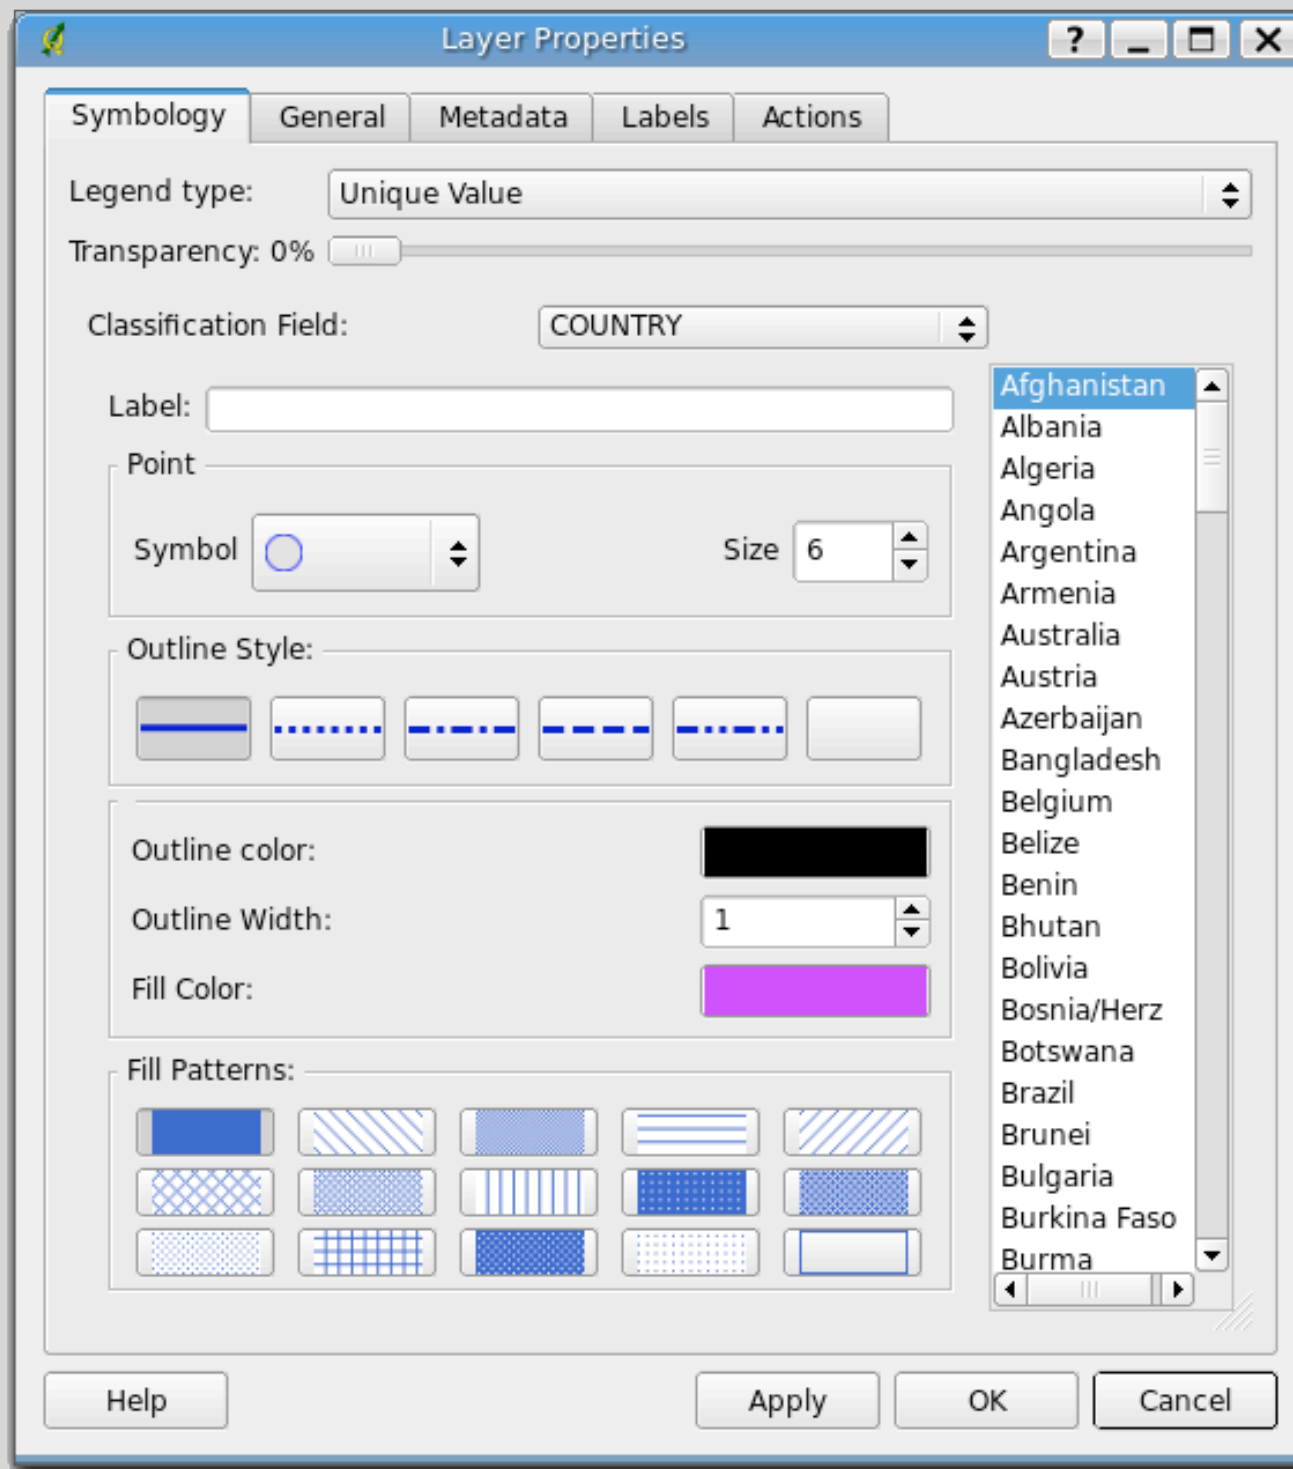 Layer Properties
?
Symbology General Metadata Labels Actions
Legend type: Unique Value
Transparency: 0%
Classification Field: COUNTRY
Label:
Point
Symbol Size 6
Outline Style:
Outline color:
Outline Width: 1
Fill Color:
Fill Patterns:
Afghanistan
Albania
Algeria
Angola
Argentina
Armenia
Australia
Austria
Azerbaijan
Bangladesh
Belgium
Belize
Benin
Bhutan
Bolivia
Bosnia/Herz
Botswana
Brazil
Brunei
Bulgaria
Burkina Faso
Burma
Help Apply OK Cancel